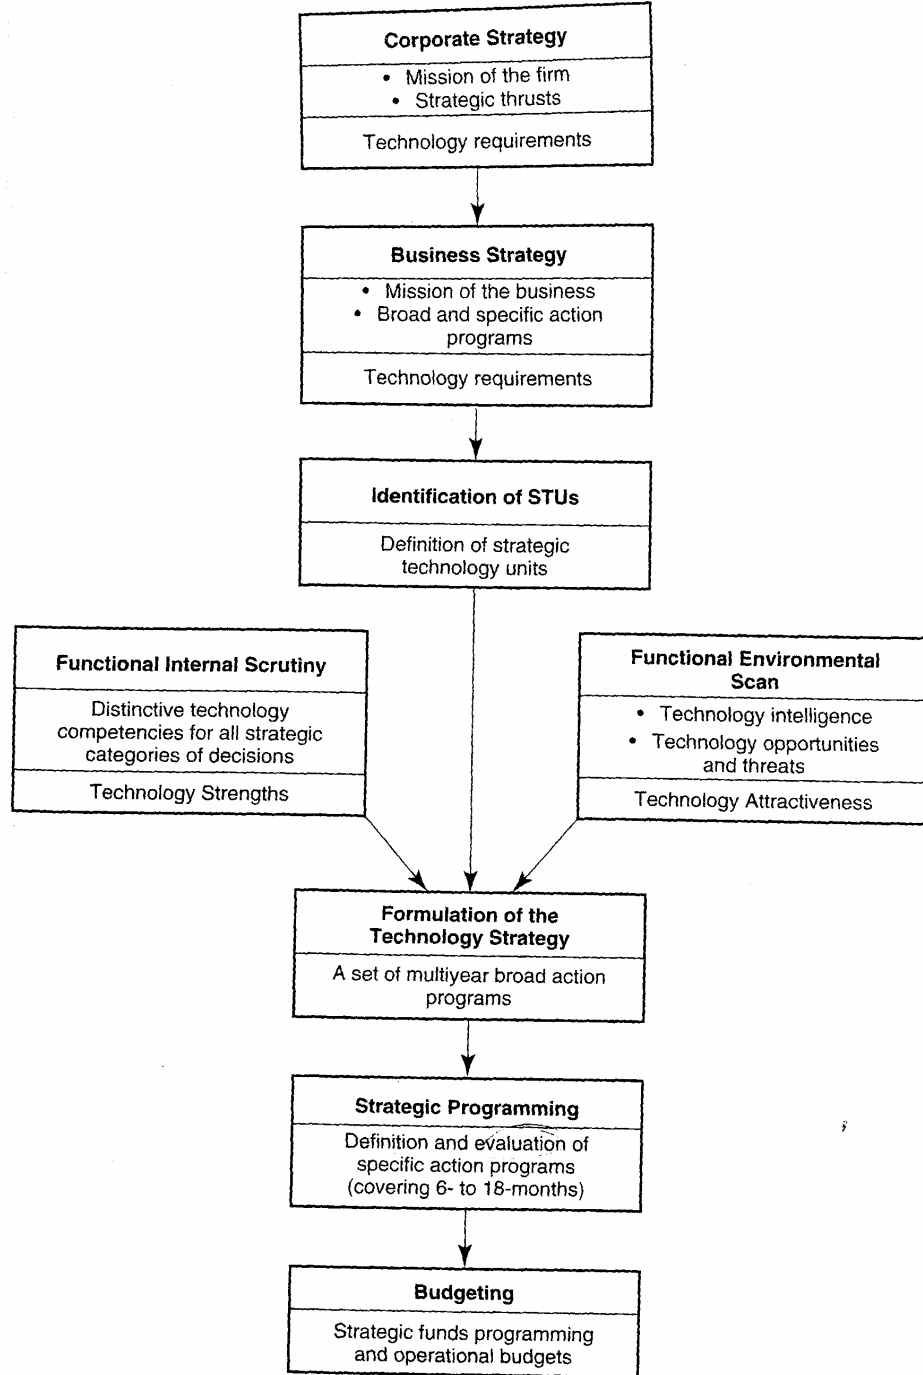 Corporate Strategy
• Mission of the firm
• Strategic thrusts
Technology requirements
Business Strategy
• Mission of the business
• Broad and specific action
programs
Technology requirements
Identification of STUs
Definition of strategic
technology units
Functional Internal Scrutiny
Distinctive technology
competencies for all strategic
categories of decisions
Technology Strengths
Functional Environmental
Scan
• Technology intelligence
• Technology opportunities
and threats
Technology Attractiveness
Formulation of the
Technology Strategy
A set of multiyear broad action
programs
Strategic Programming
Definition and evaluation of
specific action programs
(covering 6- to 18-months)
Budgeting
Strategic funds programming
and operational budgets